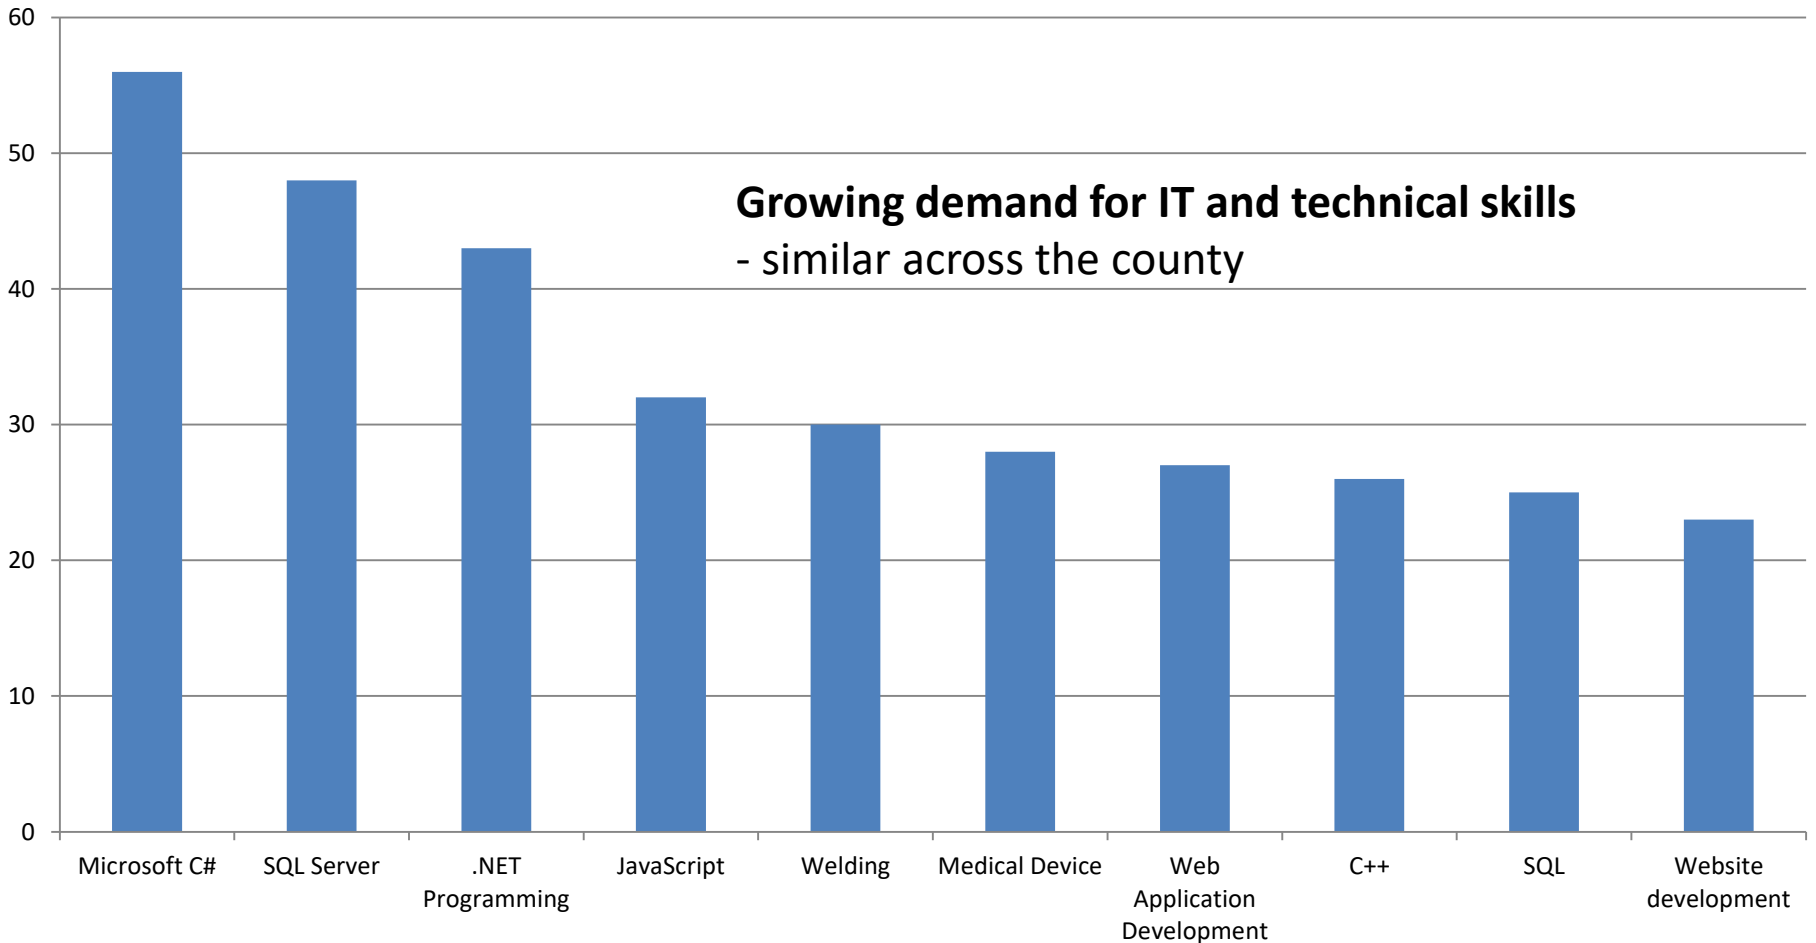 60
50
40
30
20
10
0
Growing demand for IT and technical skills
- similar across the county
Microsoft C#
SQL Server
.NET
Programming
JavaScript
Welding
Medical Device
Web
Application
Development
C++
SQL
Website
development